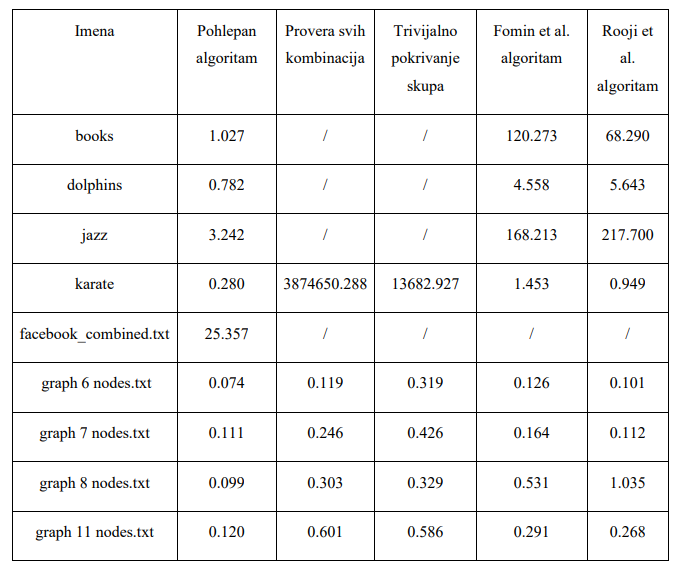 Imena Pohlepan algoritam Provera svih kombinacija Trivijalno pokrivanje skupa Fomin et al. algoritam Rooji et al. algoritam
books 1.027 / / 120.273 68.290
dolphins 0.782 / / 4.558 5.643
jazz 3.242 / / 168.213 217.700
karate 0.280 3874650.288 13682.927 1.453 0.949
facebook_combined.txt 25.357 / / / /
graph 6 nodes.txt 0.074 0.119 0.319 0.126 0.101
graph 7 nodes.txt 0.111 0.246 0.426 0.164 0.112
graph 8 nodes.txt 0.099 0.303 0.329 0.531 1.035
graph 11 nodes.txt 0.120 0.601 0.586 0.291 0.268